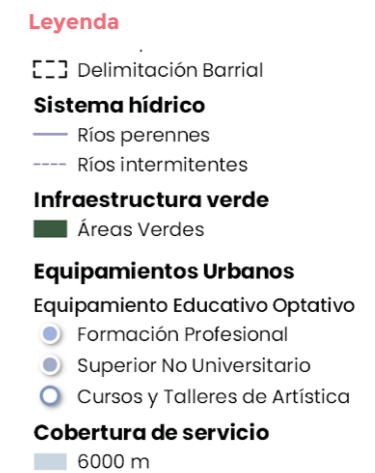 Leyenda
Delimitación Barrial
Sistema hídrico
Ríos perennes
Ríos intermitentes
Infraestructura verde
Áreas Verdes
Equipamientos Urbanos
Equipamiento Educativo Optativo
Formación Profesional
Superior No Universitario
Cursos y Talleres de Artística
Cobertura de servicio
6000 m